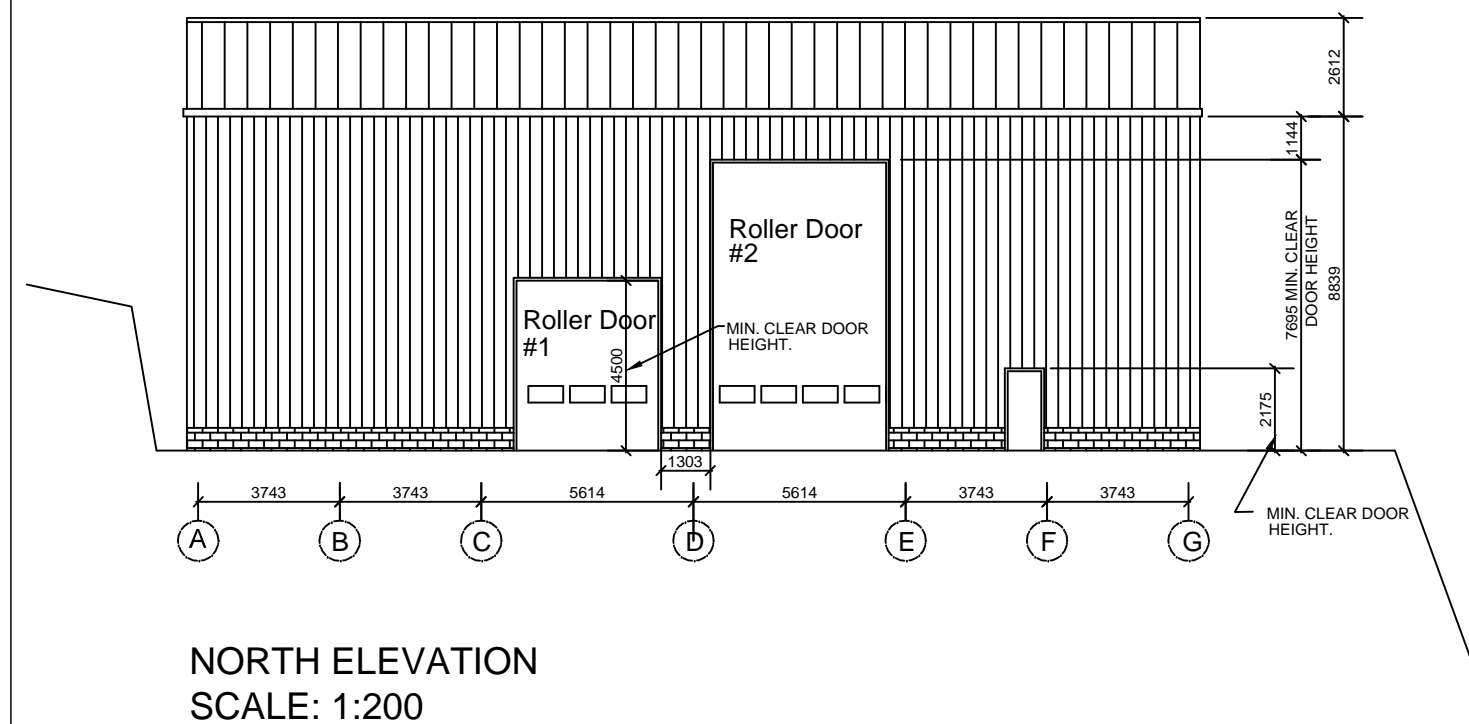 2612
1144
7695 MIN. CLEAR
DOOR HEIGHT
8839
Roller Door
#2
Roller Door
#1
MIN. CLEAR DOOR
HEIGHT.
4500
2175
1303
3743
3743
5614
5614
3743
3743
MIN. CLEAR DOOR
HEIGHT.
A
B
C
D
E
F
G
NORTH ELEVATION
SCALE: 1:200